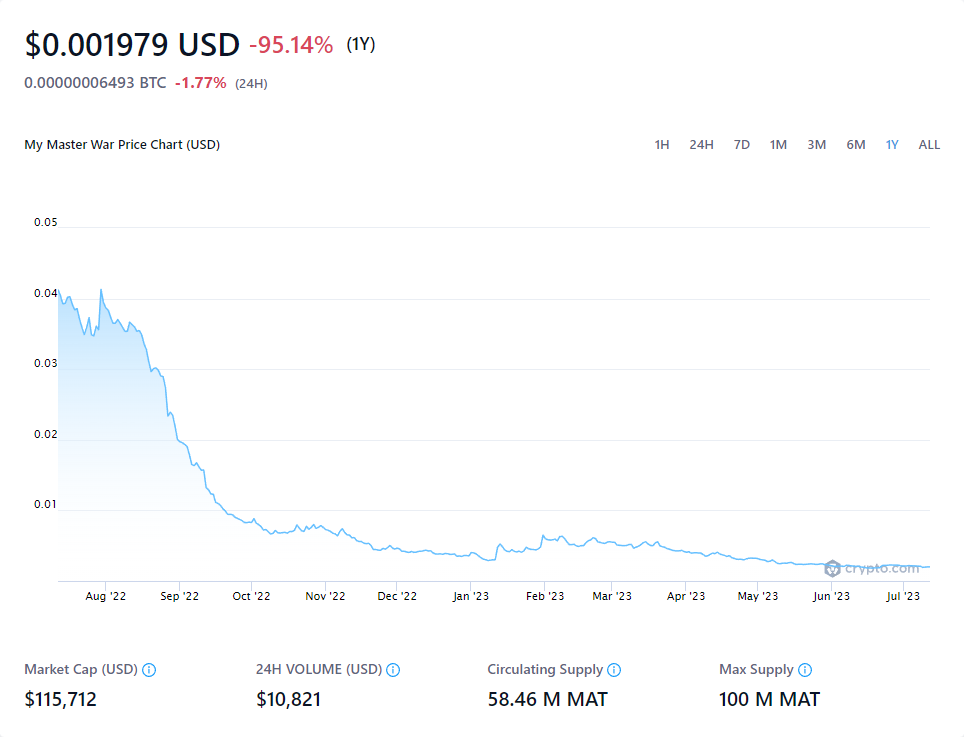 $0.001979 USD -95.14% (1Y)
0.00000006493 BTC -1.77% (24H)
My Master War Price Chart (USD) 1H 24H 7D 1M 3M 6M 1Y ALL
0.05
0.04
0.03
0.02
0.01
crypto.com
Aug '22 Sep '22 Oct '22 Nov '22 Dec '22 Jan '23 Feb '23 Mar '23 Apr '23 May '23 Jun '23 Jul '23
Market Cap (USD) 24H VOLUME (USD) Circulating Supply Max Supply
$115,712 $10,821 58.46 M MAT 100 M MAT